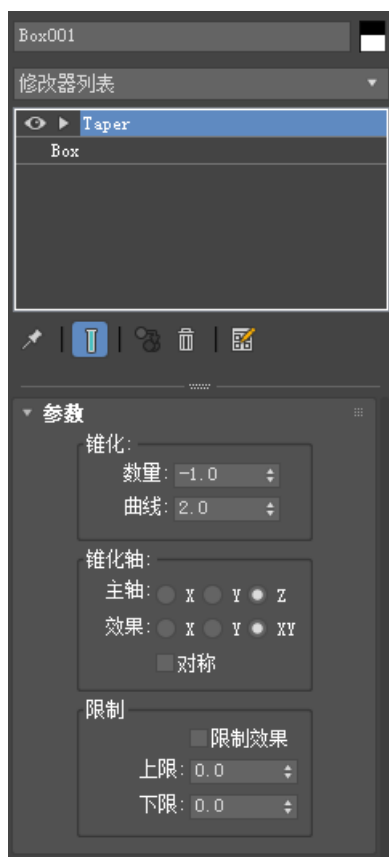 Box001
修改器列表
Taper
Box
参数
锥化:
数量: -1.0
曲线: 2.0
锥化轴:
主轴: X Y Z
效果: X Y XY
对称
限制
限制效果
上限: 0.0
下限: 0.0